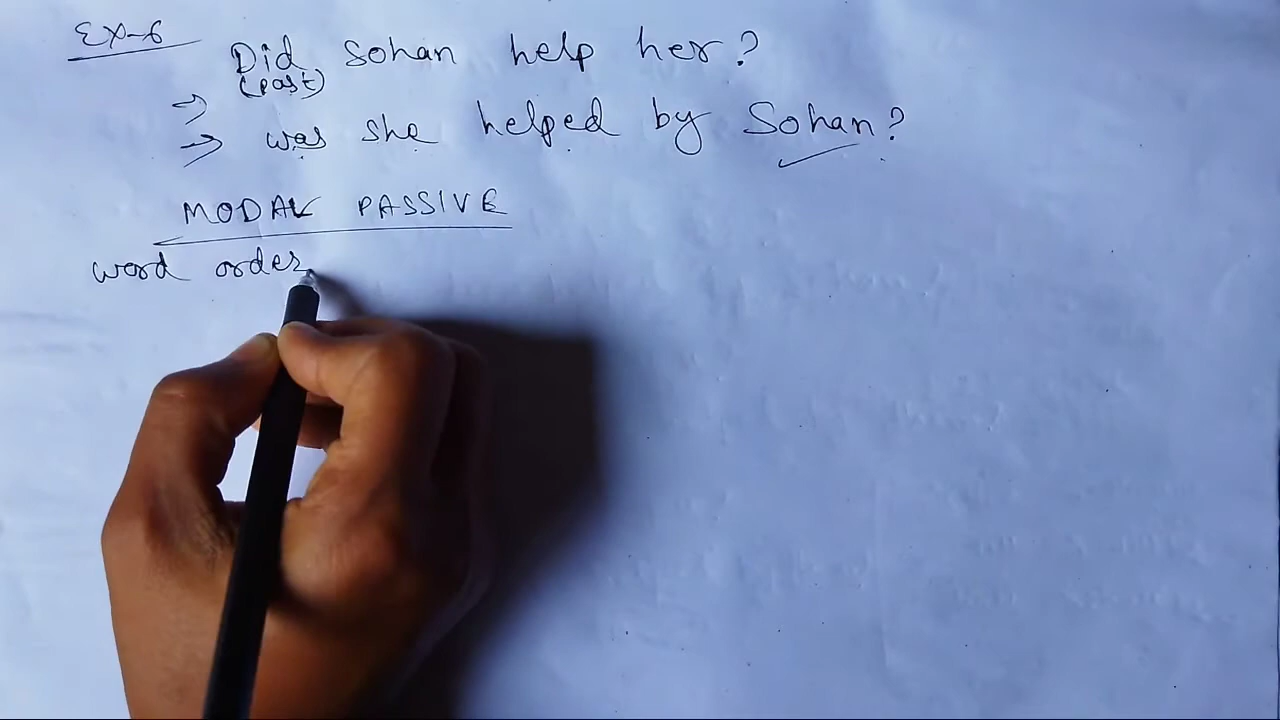 Ex-6
Did Sohan help her?
(past)
→
→ was she helped by Sohan?
MODAL PASSIVE
word order